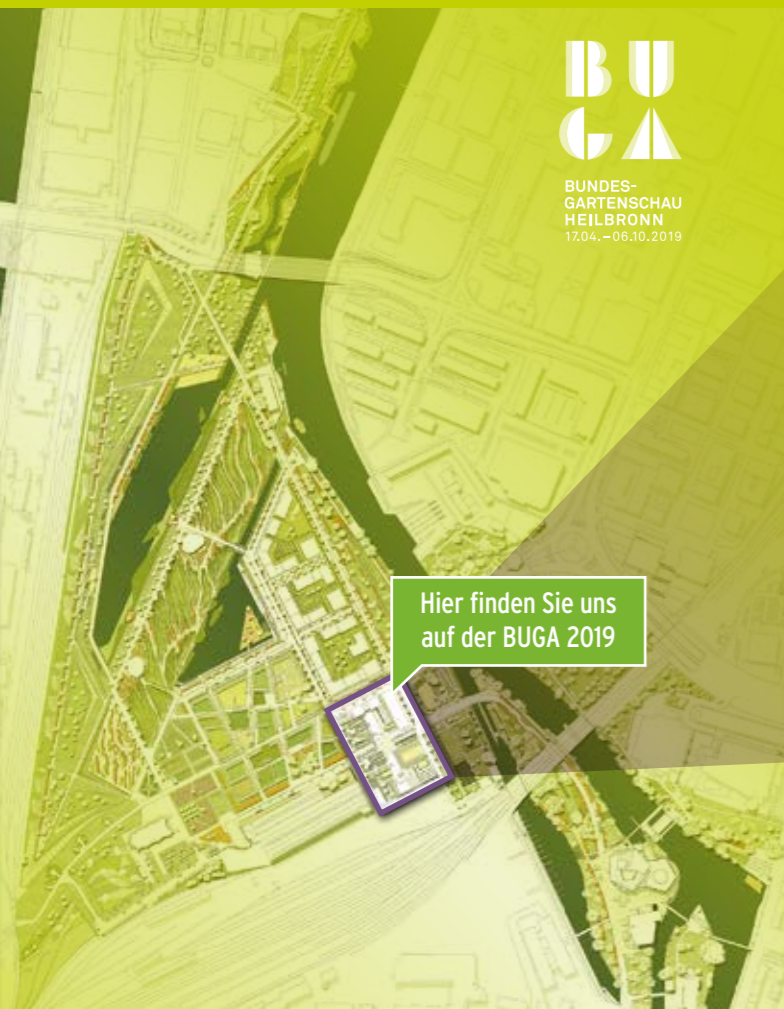 BU
GA
BUNDES-
GARTENSCHAU
HEILBRONN
17.04.–06.10.2019
Hier finden Sie uns
auf der BUGA 2019